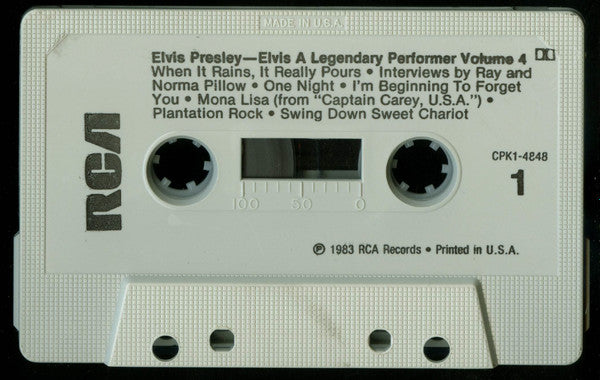 MADE IN U.S.A.
Elvis Presley—Elvis A Legendary Performer Volume 4
When It Rains, It Really Pours • Interviews by Ray and
Norma Pillow • One Night • I'm Beginning To Forget
You • Mona Lisa (from "Captain Carey, U.S.A.") •
Plantation Rock • Swing Down Sweet Chariot
RCA
CPK1-4848
1
100 50 0
℗ 1983 RCA Records • Printed in U.S.A.